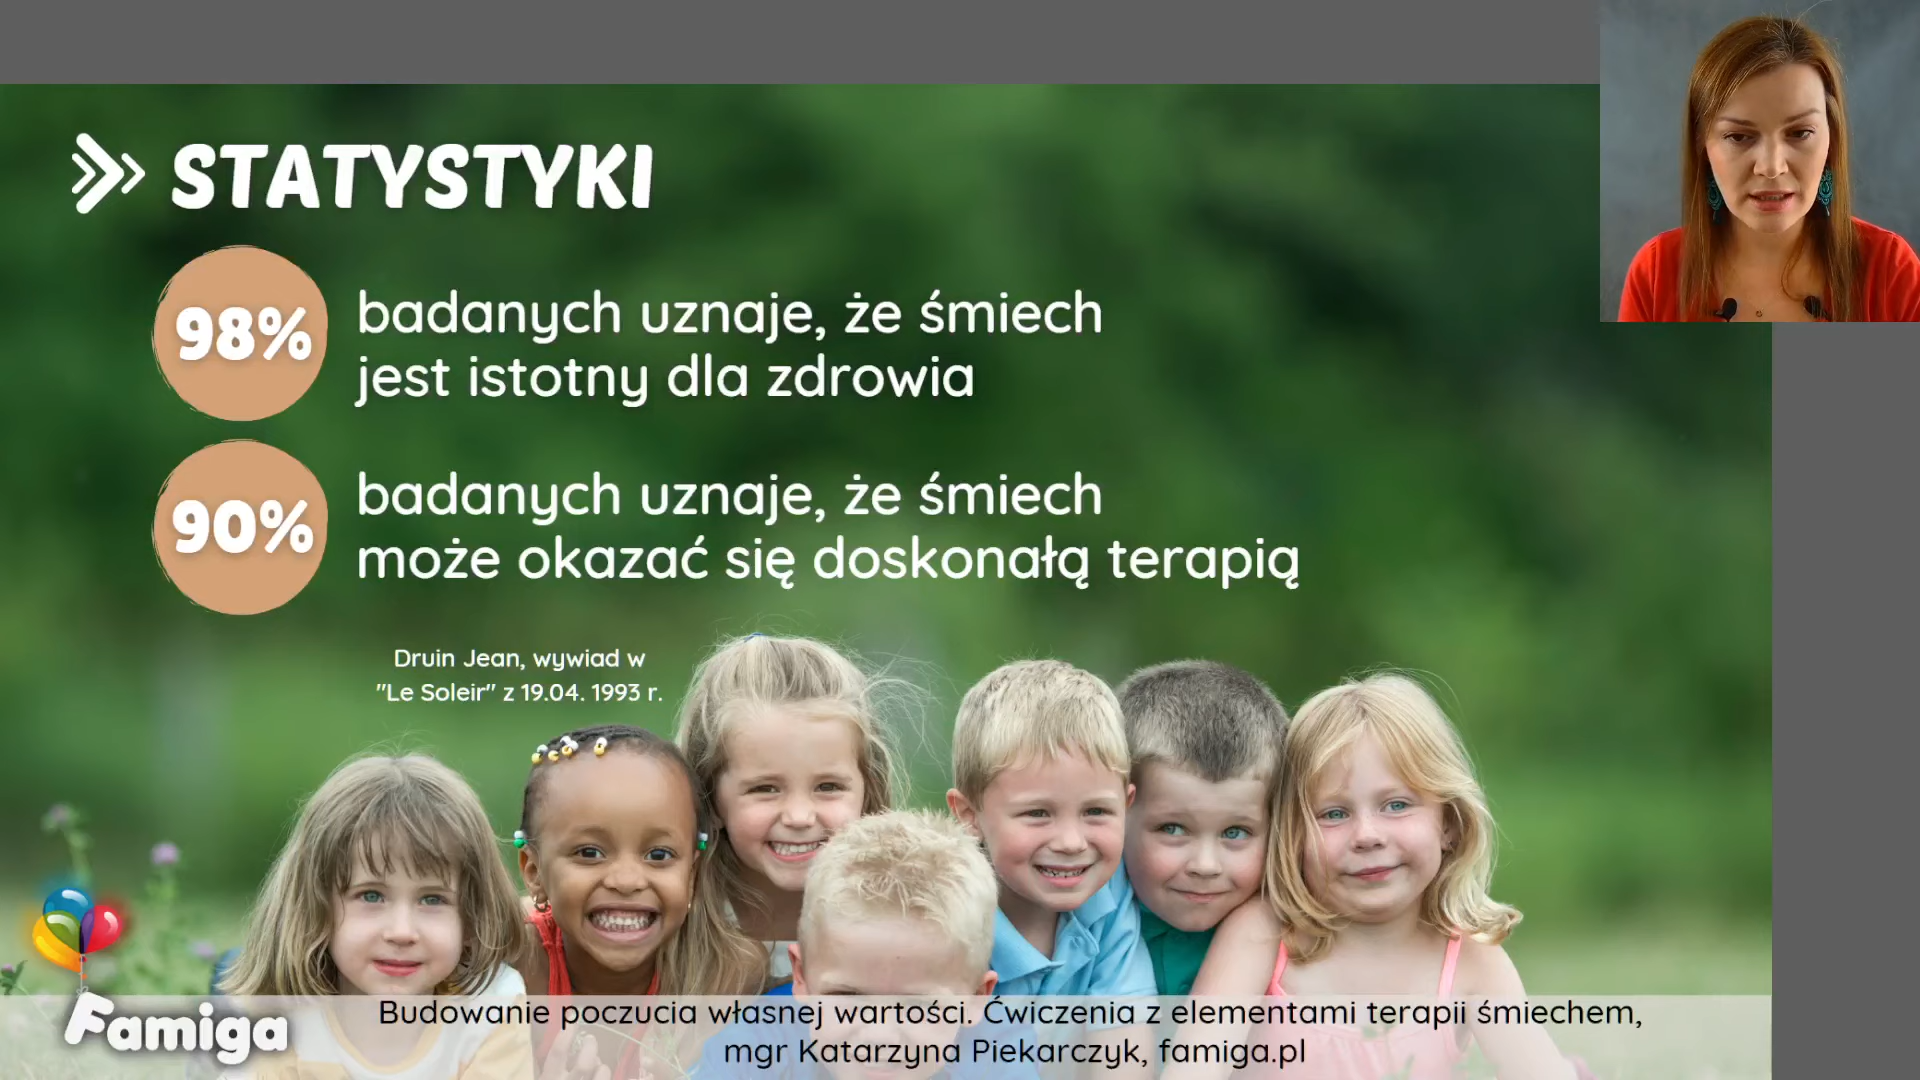 STATYSTYKI
98%
badanych uznaje, że śmiech
jest istotny dla zdrowia
90%
badanych uznaje, że śmiech
może okazać się doskonałą terapią
Druin Jean, wywiad w
"Le Soleir" z 19.04. 1993 r.
Famiga
Budowanie poczucia własnej wartości. Ćwiczenia z elementami terapii śmiechem,
mgr Katarzyna Piekarczyk, famiga.pl